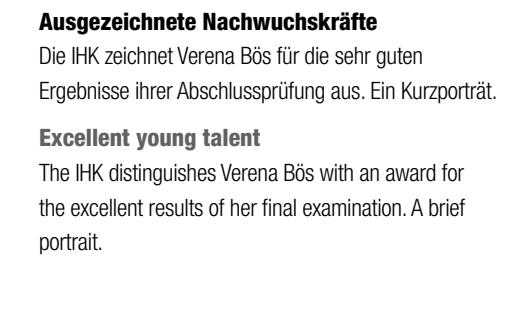 Ausgezeichnete Nachwuchskräfte
Die IHK zeichnet Verena Bös für die sehr guten
Ergebnisse ihrer Abschlussprüfung aus. Ein Kurzporträt.
Excellent young talent
The IHK distinguishes Verena Bös with an award for
the excellent results of her final examination. A brief
portrait.